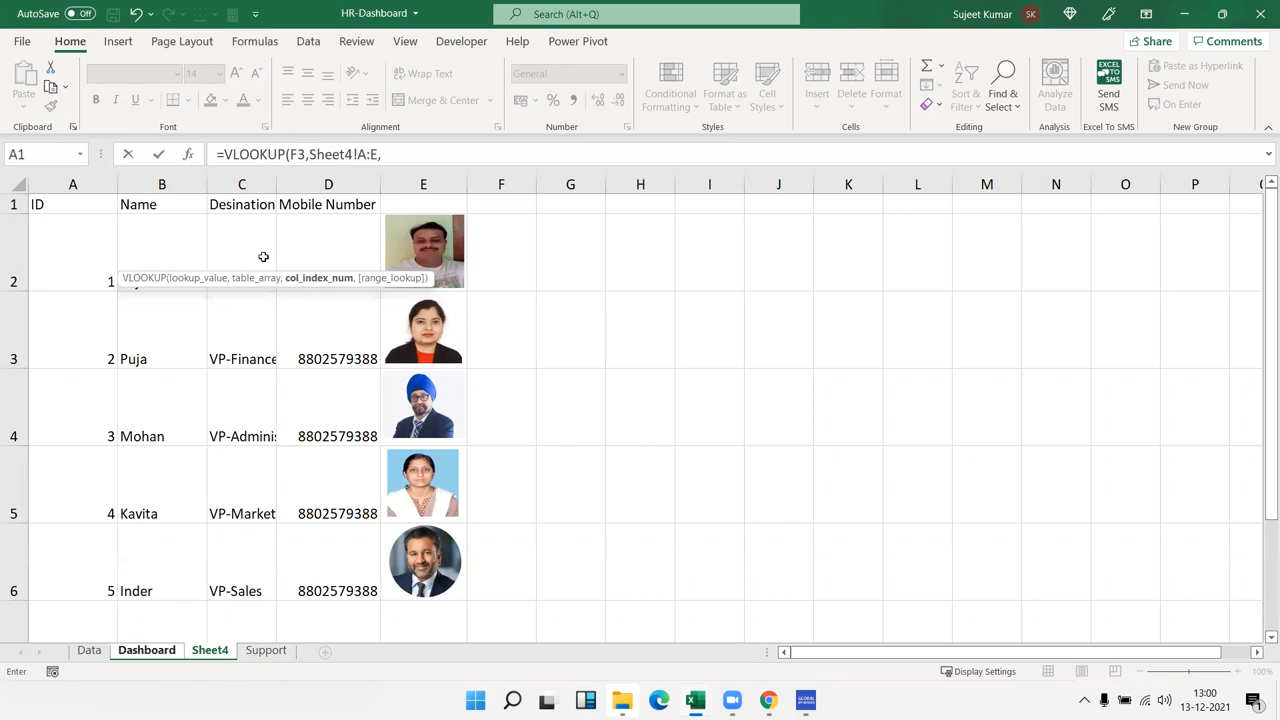 AutoSave Off HR-Dashboard Search (Alt+Q) Sujeet Kumar SK
File Home Insert Page Layout Formulas Data Review View Developer Help Power Pivot Share Comments
Paste 14 Wrap Text General Conditional Formatting Format as Table Cell Styles Insert Delete Format Sort & Filter Find & Select Analyze Data Send SMS Paste as Hyperlink
Merge & Center Send Now
On Enter
Clipboard Font Alignment Number Styles Cells Editing Analysis Excel To SMS New Group
A1 fx =VLOOKUP(F3,Sheet4!A:E,
A B C D E F G H I J K L M N O P
1 ID Name Desination Mobile Number
VLOOKUP(lookup_value, table_array, col_index_num, [range_lookup])
2 1
3 2 Puja VP-Finance 8802579388
4 3 Mohan VP-Adminis 8802579388
5 4 Kavita VP-Market 8802579388
6 5 Inder VP-Sales 8802579388
Data Dashboard Sheet4 Support
Enter Display Settings 100%
13:00
13-12-2021